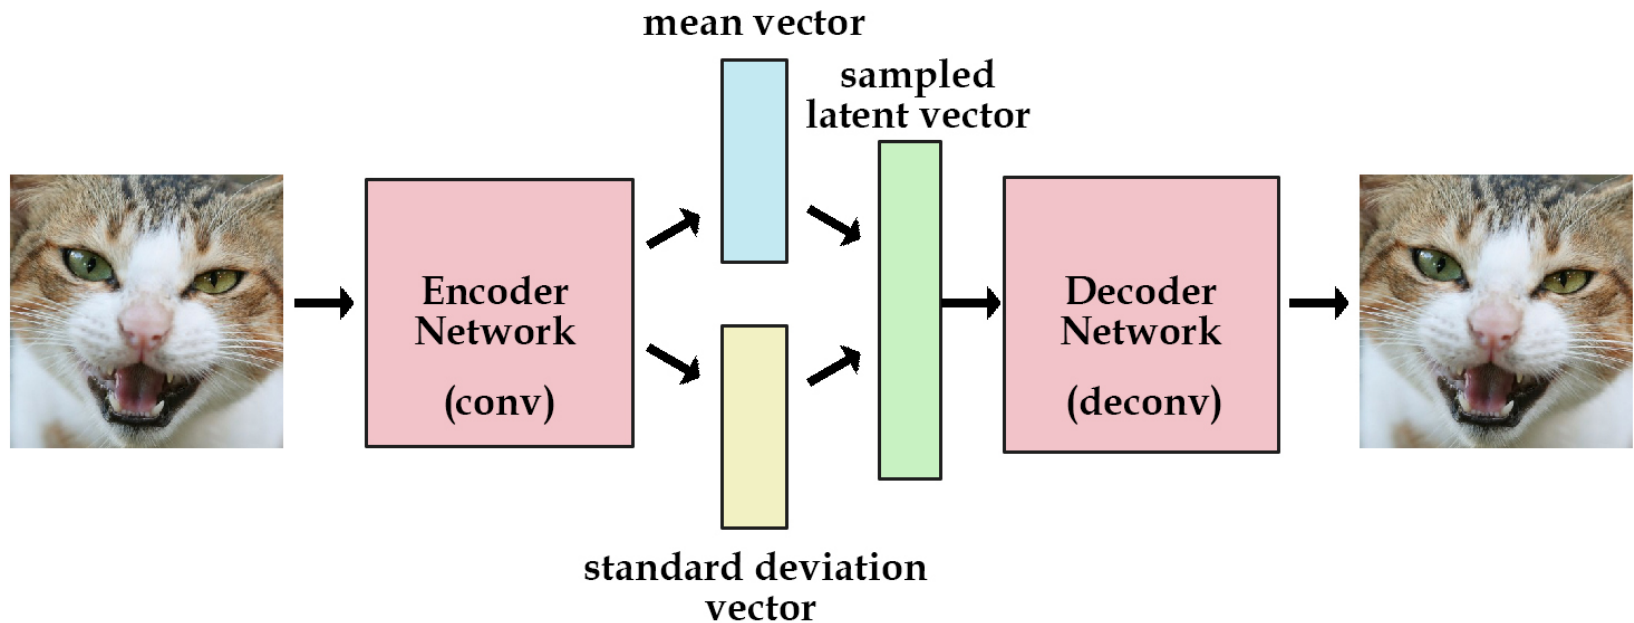 mean vector
sampled
latent vector
Encoder
Network
(conv)
Decoder
Network
(deconv)
standard deviation
vector